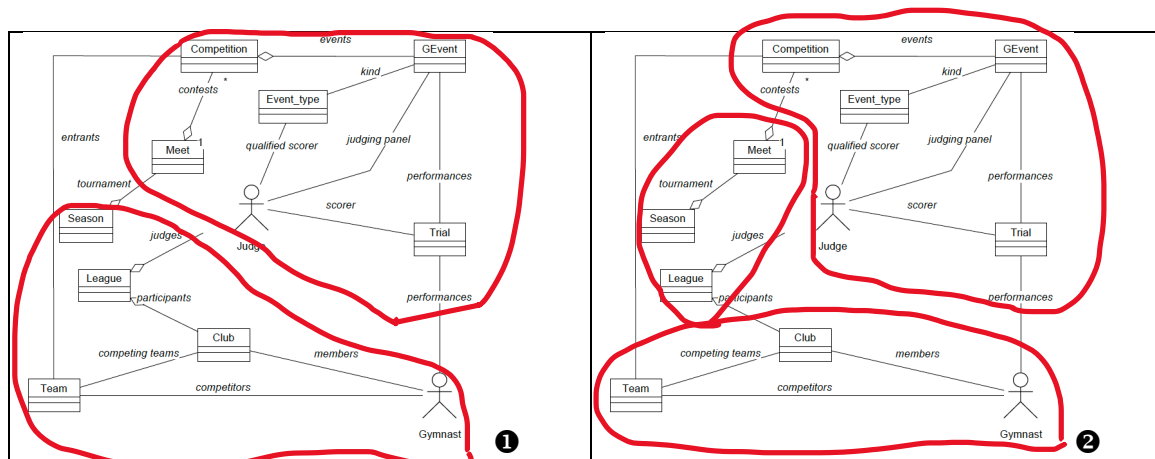 events
Competition
GEvent
kind
*
contests
Event_type
entrants
judging panel
1
qualified scorer
Meet
tournament
performances
Season
scorer
judges
Trial
Judge
League
participants
performances
Club
competing teams
members
Team
competitors
Gymnast
❶
events
Competition
GEvent
kind
*
contests
Event_type
entrants
judging panel
1
qualified scorer
Meet
tournament
performances
Season
scorer
judges
Trial
Judge
League
participants
performances
Club
competing teams
members
Team
competitors
Gymnast
❷